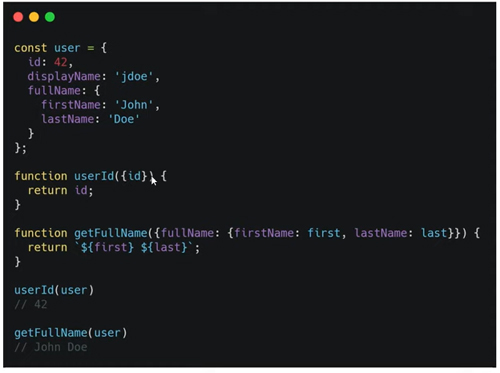 const user = {
  id: 42,
  displayName: 'jdoe',
  fullName: {
    firstName: 'John',
    lastName: 'Doe'
  }
};
function userId({id}) {
  return id;
}
function getFullName({fullName: {firstName: first, lastName: last}}) {
  return `${first} ${last}`;
}
userId(user)
// 42
getFullName(user)
// John Doe